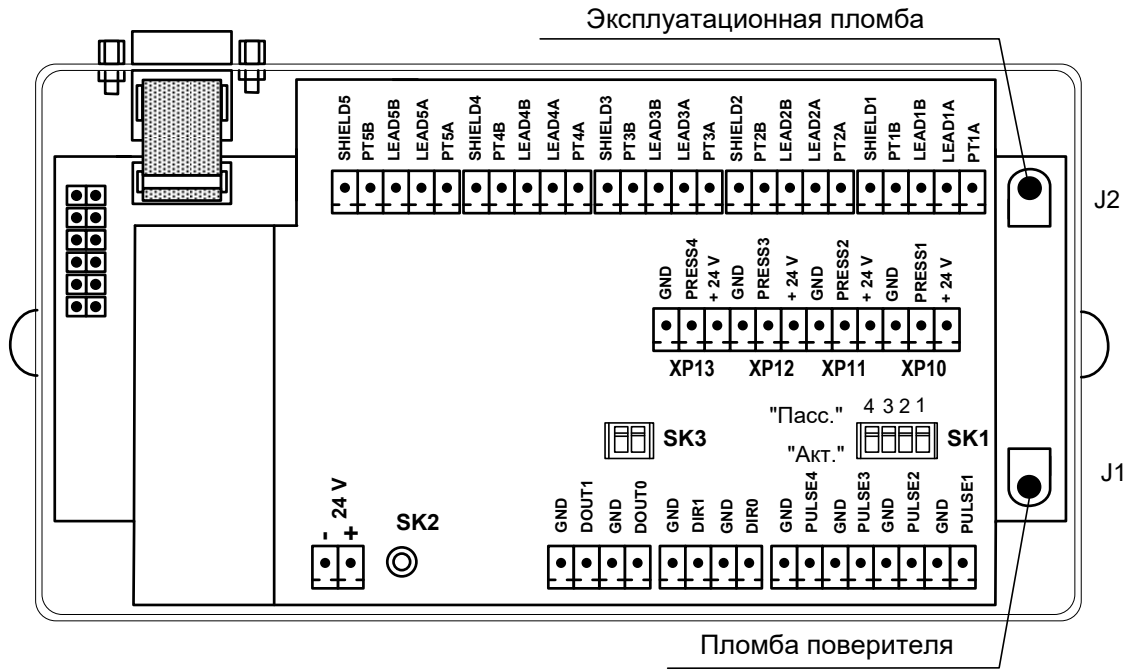 Эксплуатационная пломба
SHIELD5
PT5B
LEAD5B
LEAD5A
PT5A
SHIELD4
PT4B
LEAD4B
LEAD4A
PT4A
SHIELD3
PT3B
LEAD3B
LEAD3A
PT3A
SHIELD2
PT2B
LEAD2B
LEAD2A
PT2A
SHIELD1
PT1B
LEAD1B
LEAD1A
PT1A
J2
GND
PRESS4
+ 24 V
GND
PRESS3
+ 24 V
GND
PRESS2
+ 24 V
GND
PRESS1
+ 24 V
XP13 XP12 XP11 XP10
"Пасс." 4 3 2 1
SK3
SK1
"Акт."
J1
- +
24 V
SK2
GND
DOUT1
GND
DOUT0
GND
DIR1
GND
DIR0
GND
PULSE4
GND
PULSE3
GND
PULSE2
GND
PULSE1
Пломба поверителя